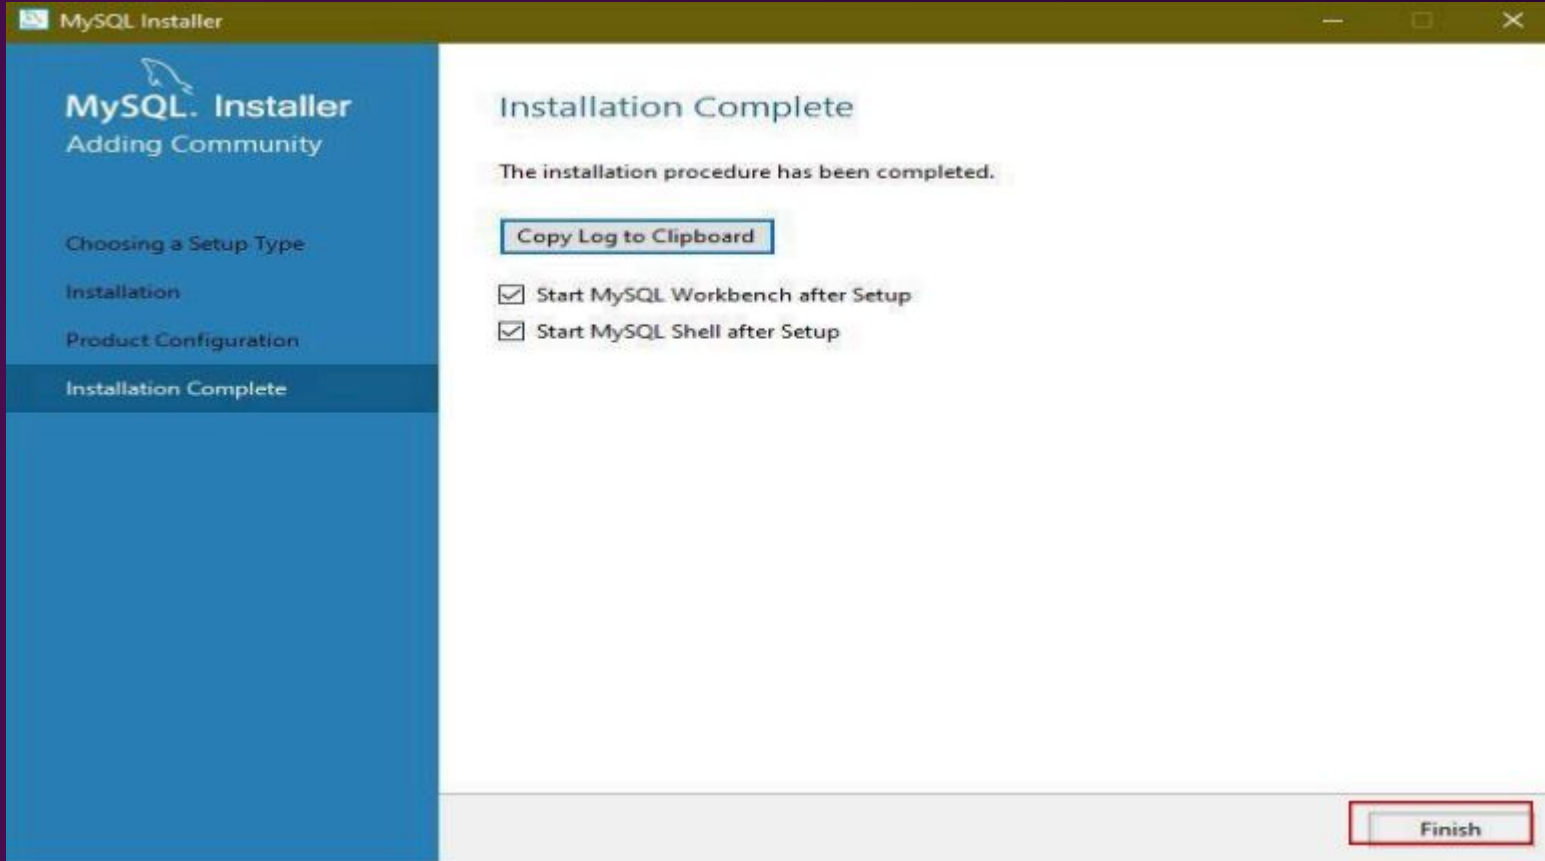 MySQL Installer
MySQL. Installer
Adding Community
Choosing a Setup Type
Installation
Product Configuration
Installation Complete
Installation Complete
The installation procedure has been completed.
Copy Log to Clipboard
Start MySQL Workbench after Setup
Start MySQL Shell after Setup
Finish